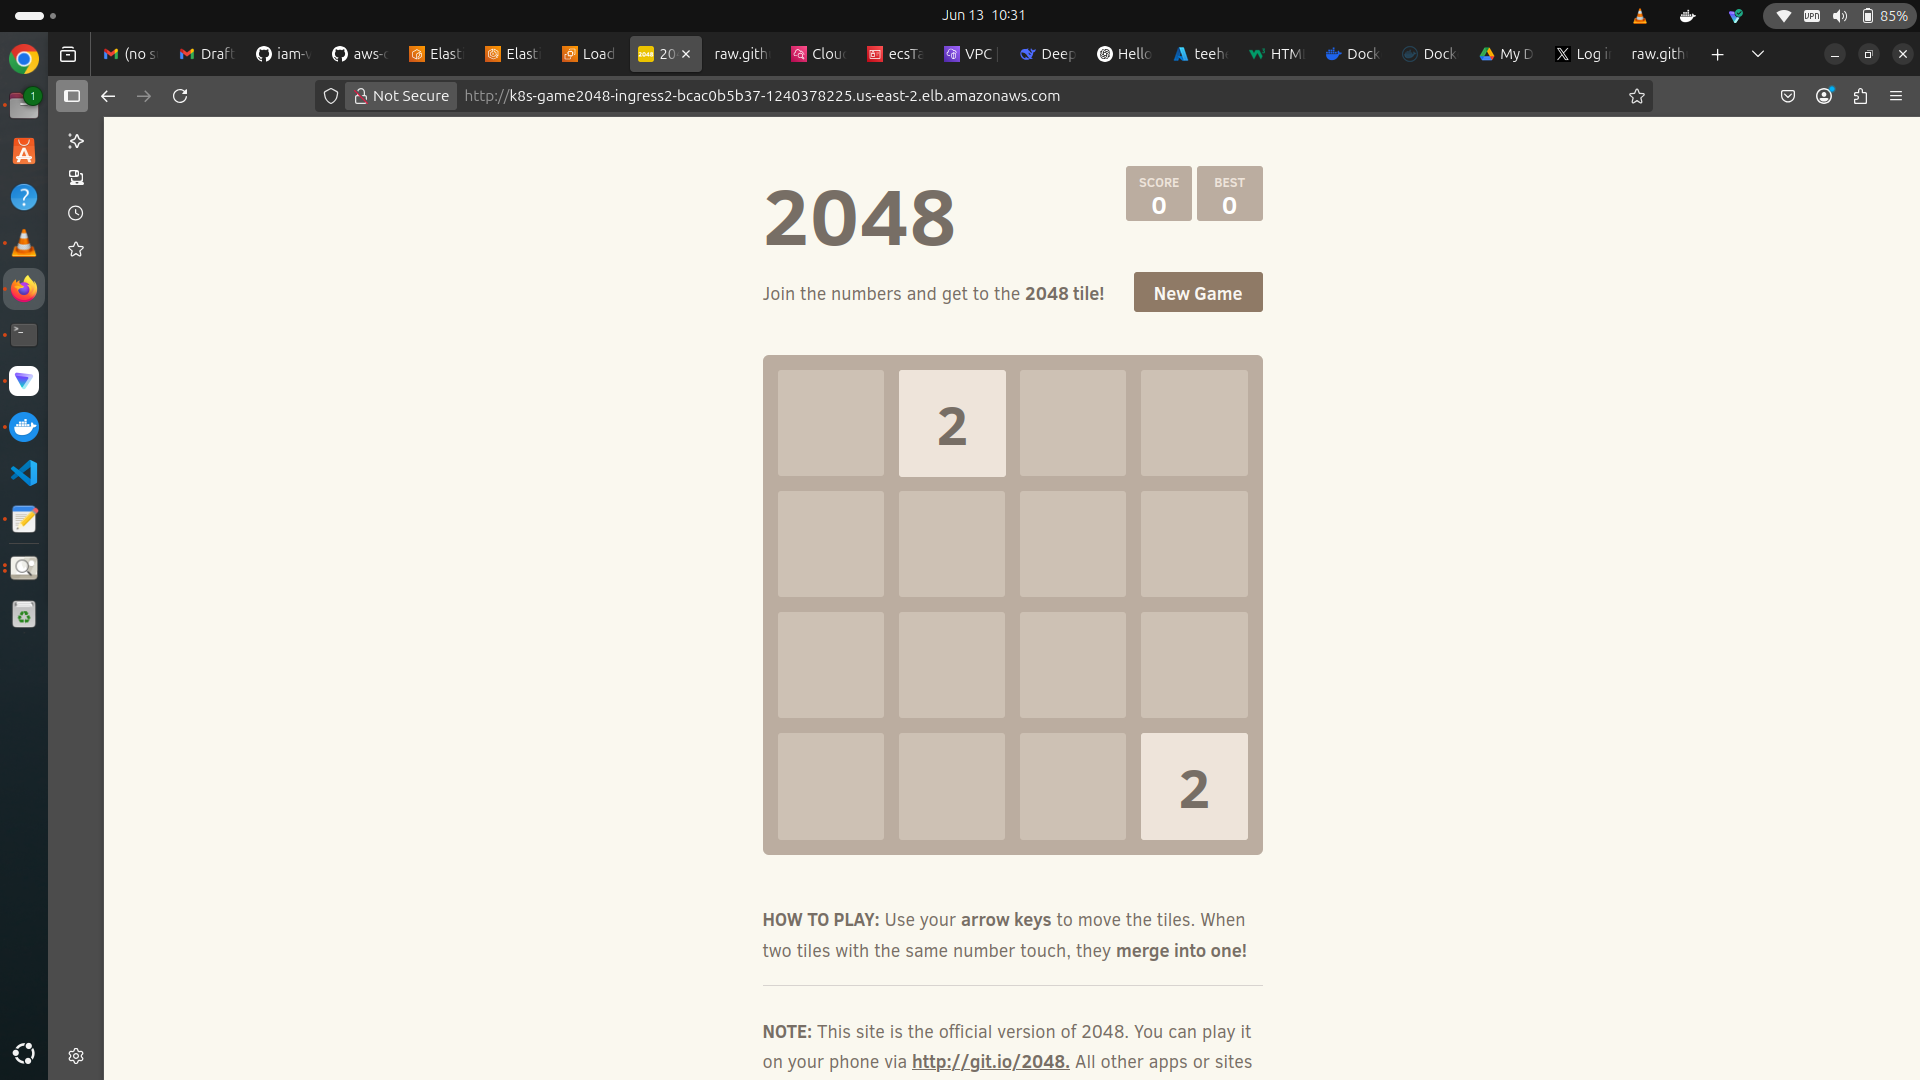 Jun 13 10:31
VPN
85%
(no s
Draft
iam-v
aws-c
Elasti
Elasti
Load
20
raw.gith
Clou
ecsTa
VPC |
Deep
Hello
teehe
HTML
Dock
Dock
My D
Log i
raw.gith
1
Not Secure
http://k8s-game2048-ingress2-bcac0b5b37-1240378225.us-east-2.elb.amazonaws.com
2048
SCORE
0
BEST
0
Join the numbers and get to the 2048 tile!
New Game
2
2
HOW TO PLAY: Use your arrow keys to move the tiles. When
two tiles with the same number touch, they merge into one!
NOTE: This site is the official version of 2048. You can play it
on your phone via http://git.io/2048. All other apps or sites